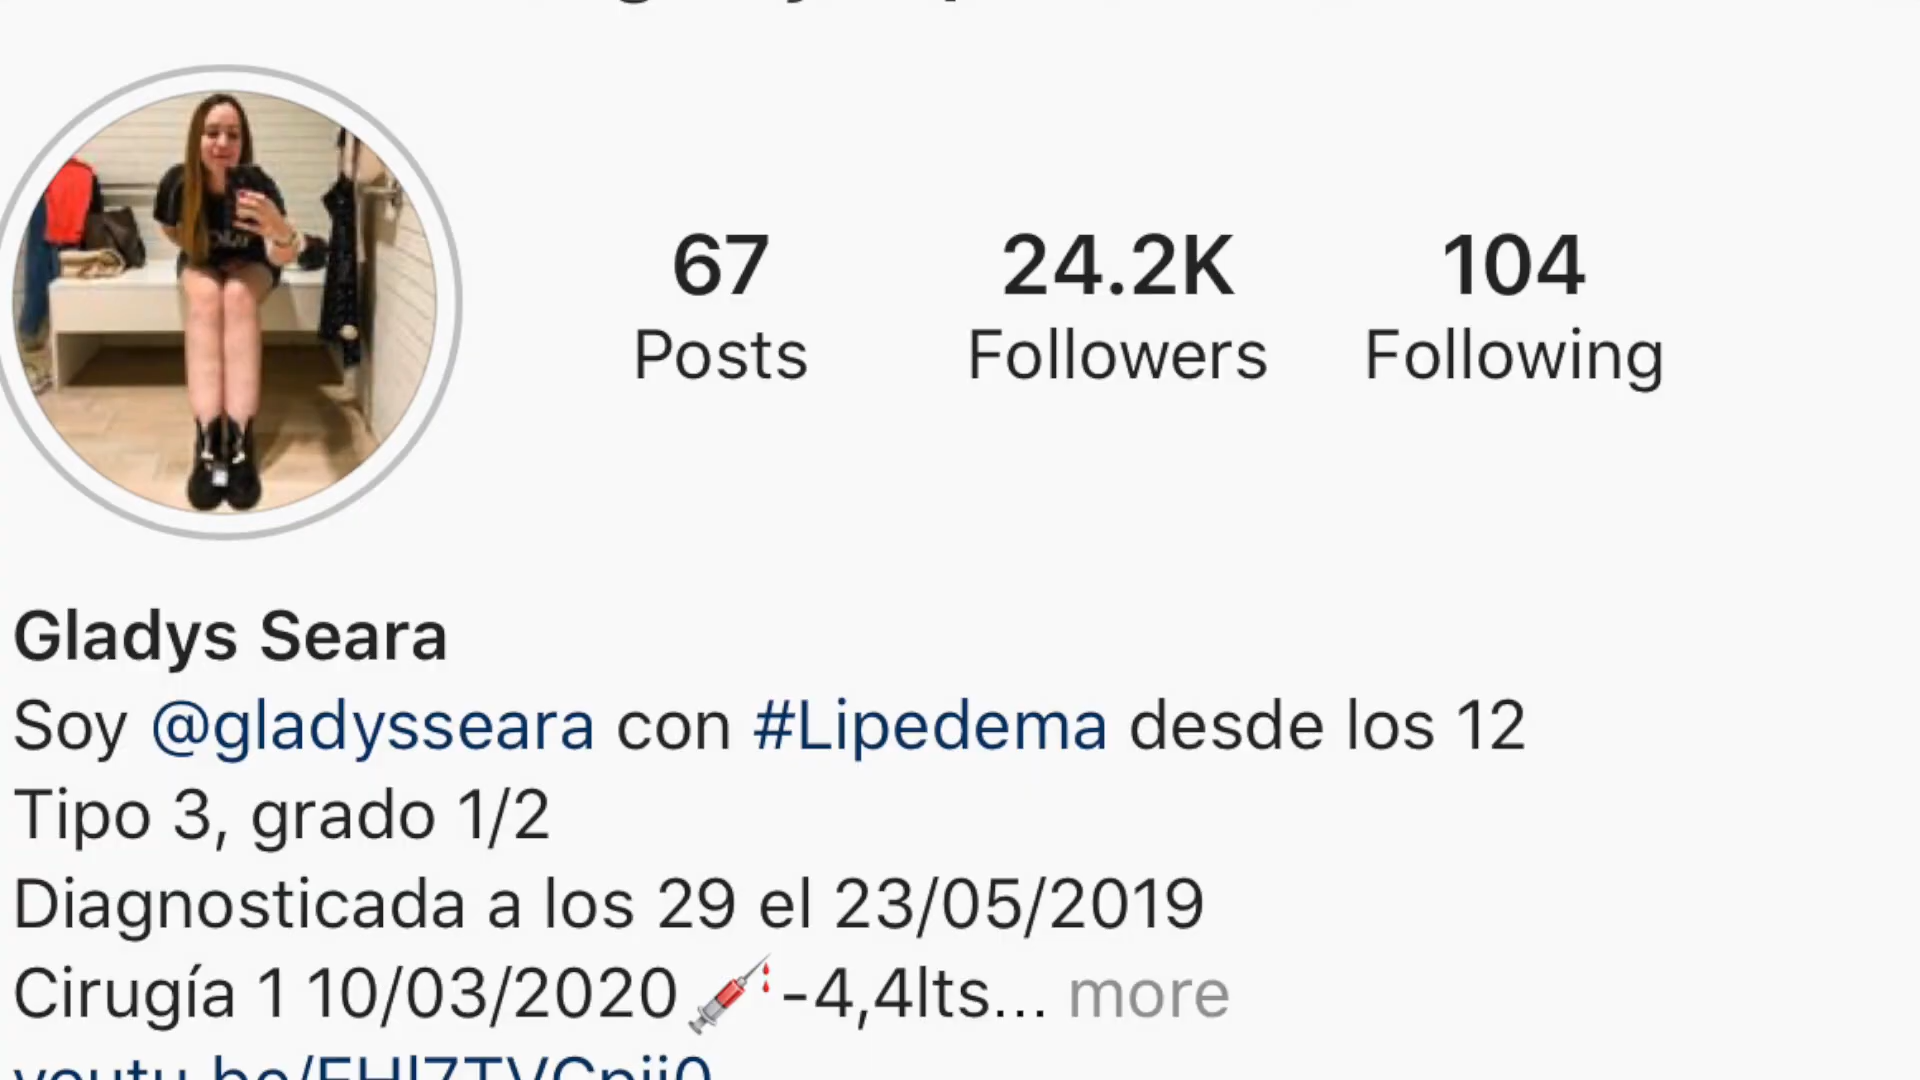 67 24.2K 104
Posts Followers Following
Gladys Seara
Soy @gladysseara con #Lipedema desde los 12
Tipo 3, grado 1/2
Diagnosticada a los 29 el 23/05/2019
Cirugía 1 10/03/2020 💉-4,4lts... more